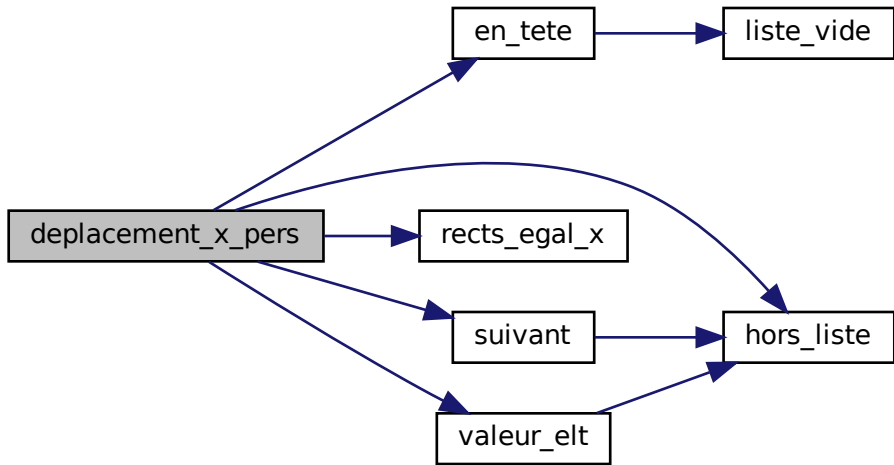 en_tete
liste_vide
deplacement_x_pers
rects_egal_x
suivant
hors_liste
valeur_elt